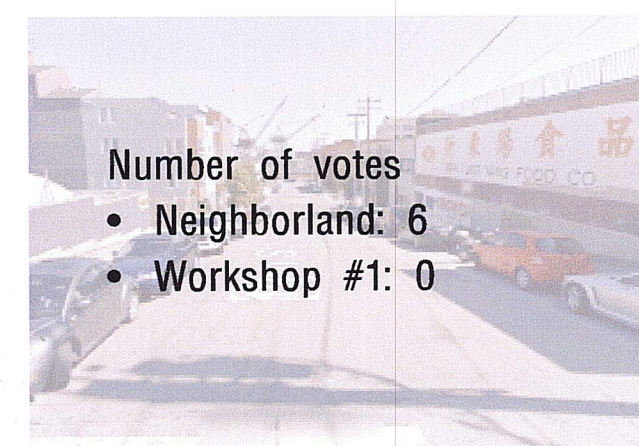 Number of votes
• Neighborland: 6
• Workshop #1: 0
食品
FOOD CO